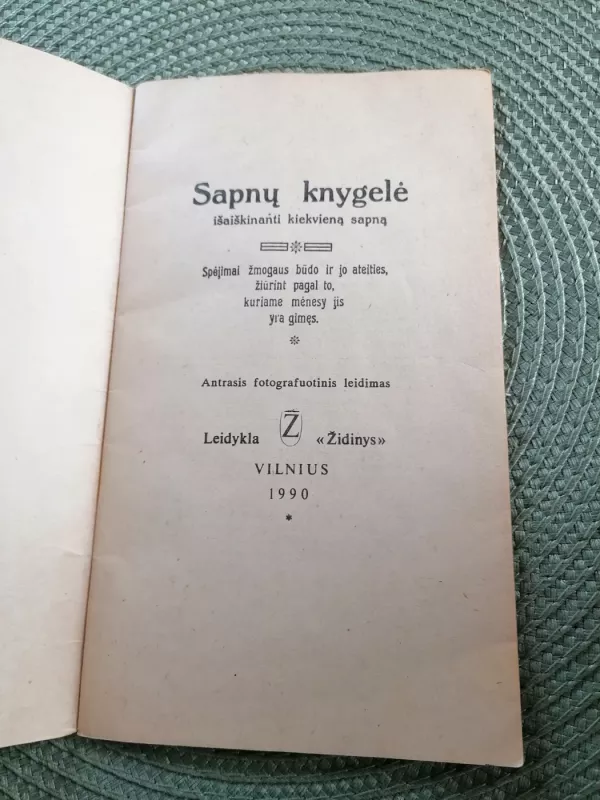 Sapnų knygelė
išaiškinanti kiekvieną sapną
Spėjimai žmogaus būdo ir jo ateities,
žiūrint pagal to,
kuriame mėnesy jis
yra gimęs.
Antrasis fotografuotinis leidimas
Leidykla Ž «Židinys»
VILNIUS
1990